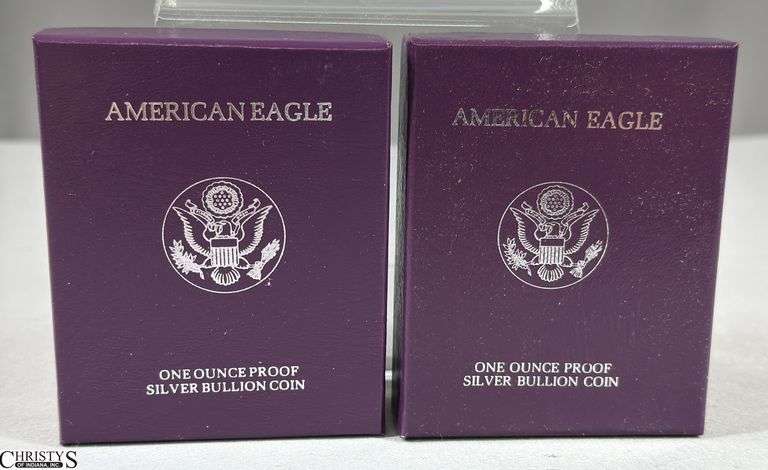 AMERICAN EAGLE
ONE OUNCE PROOF
SILVER BULLION COIN
AMERICAN EAGLE
ONE OUNCE PROOF
SILVER BULLION COIN
CHRISTY'S
OF INDIANA, INC.